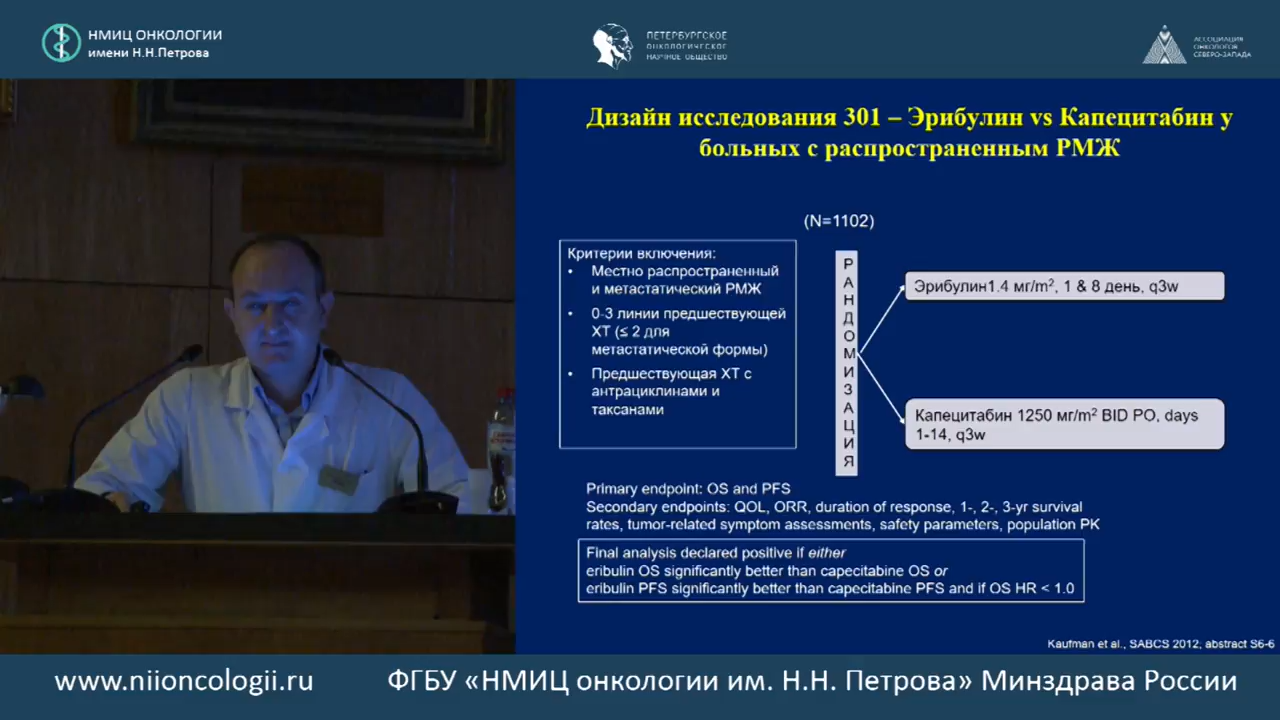 НМИЦ ОНКОЛОГИИ
имени Н.Н.Петрова
ПЕТЕРБУРГСКОЕ
ОНКОЛОГИЧЕСКОЕ
НАУЧНОЕ ОБЩЕСТВО
АССОЦИАЦИЯ
ОНКОЛОГОВ
СЕВЕРО-ЗАПАДА
Дизайн исследования 301 – Эрибулин vs Капецитабин у
больных с распространенным РМЖ
(N=1102)
Критерии включения:
• Местно распространенный
и метастатический РМЖ
• 0-3 линии предшествующей
ХТ (≤ 2 для
метастатической формы)
• Предшествующая ХТ с
антрациклинами и
таксанами
РАНДОМИЗАЦИЯ
Эрибулин1.4 мг/m², 1 & 8 день, q3w
Капецитабин 1250 мг/m² BID PO, days
1-14, q3w
Primary endpoint: OS and PFS
Secondary endpoints: QOL, ORR, duration of response, 1-, 2-, 3-yr survival
rates, tumor-related symptom assessments, safety parameters, population PK
Final analysis declared positive if either
eribulin OS significantly better than capecitabine OS or
eribulin PFS significantly better than capecitabine PFS and if OS HR < 1.0
Kaufman et al., SABCS 2012; abstract S6-6
www.niioncologii.ru
ФГБУ «НМИЦ онкологии им. Н.Н. Петрова» Минздрава России